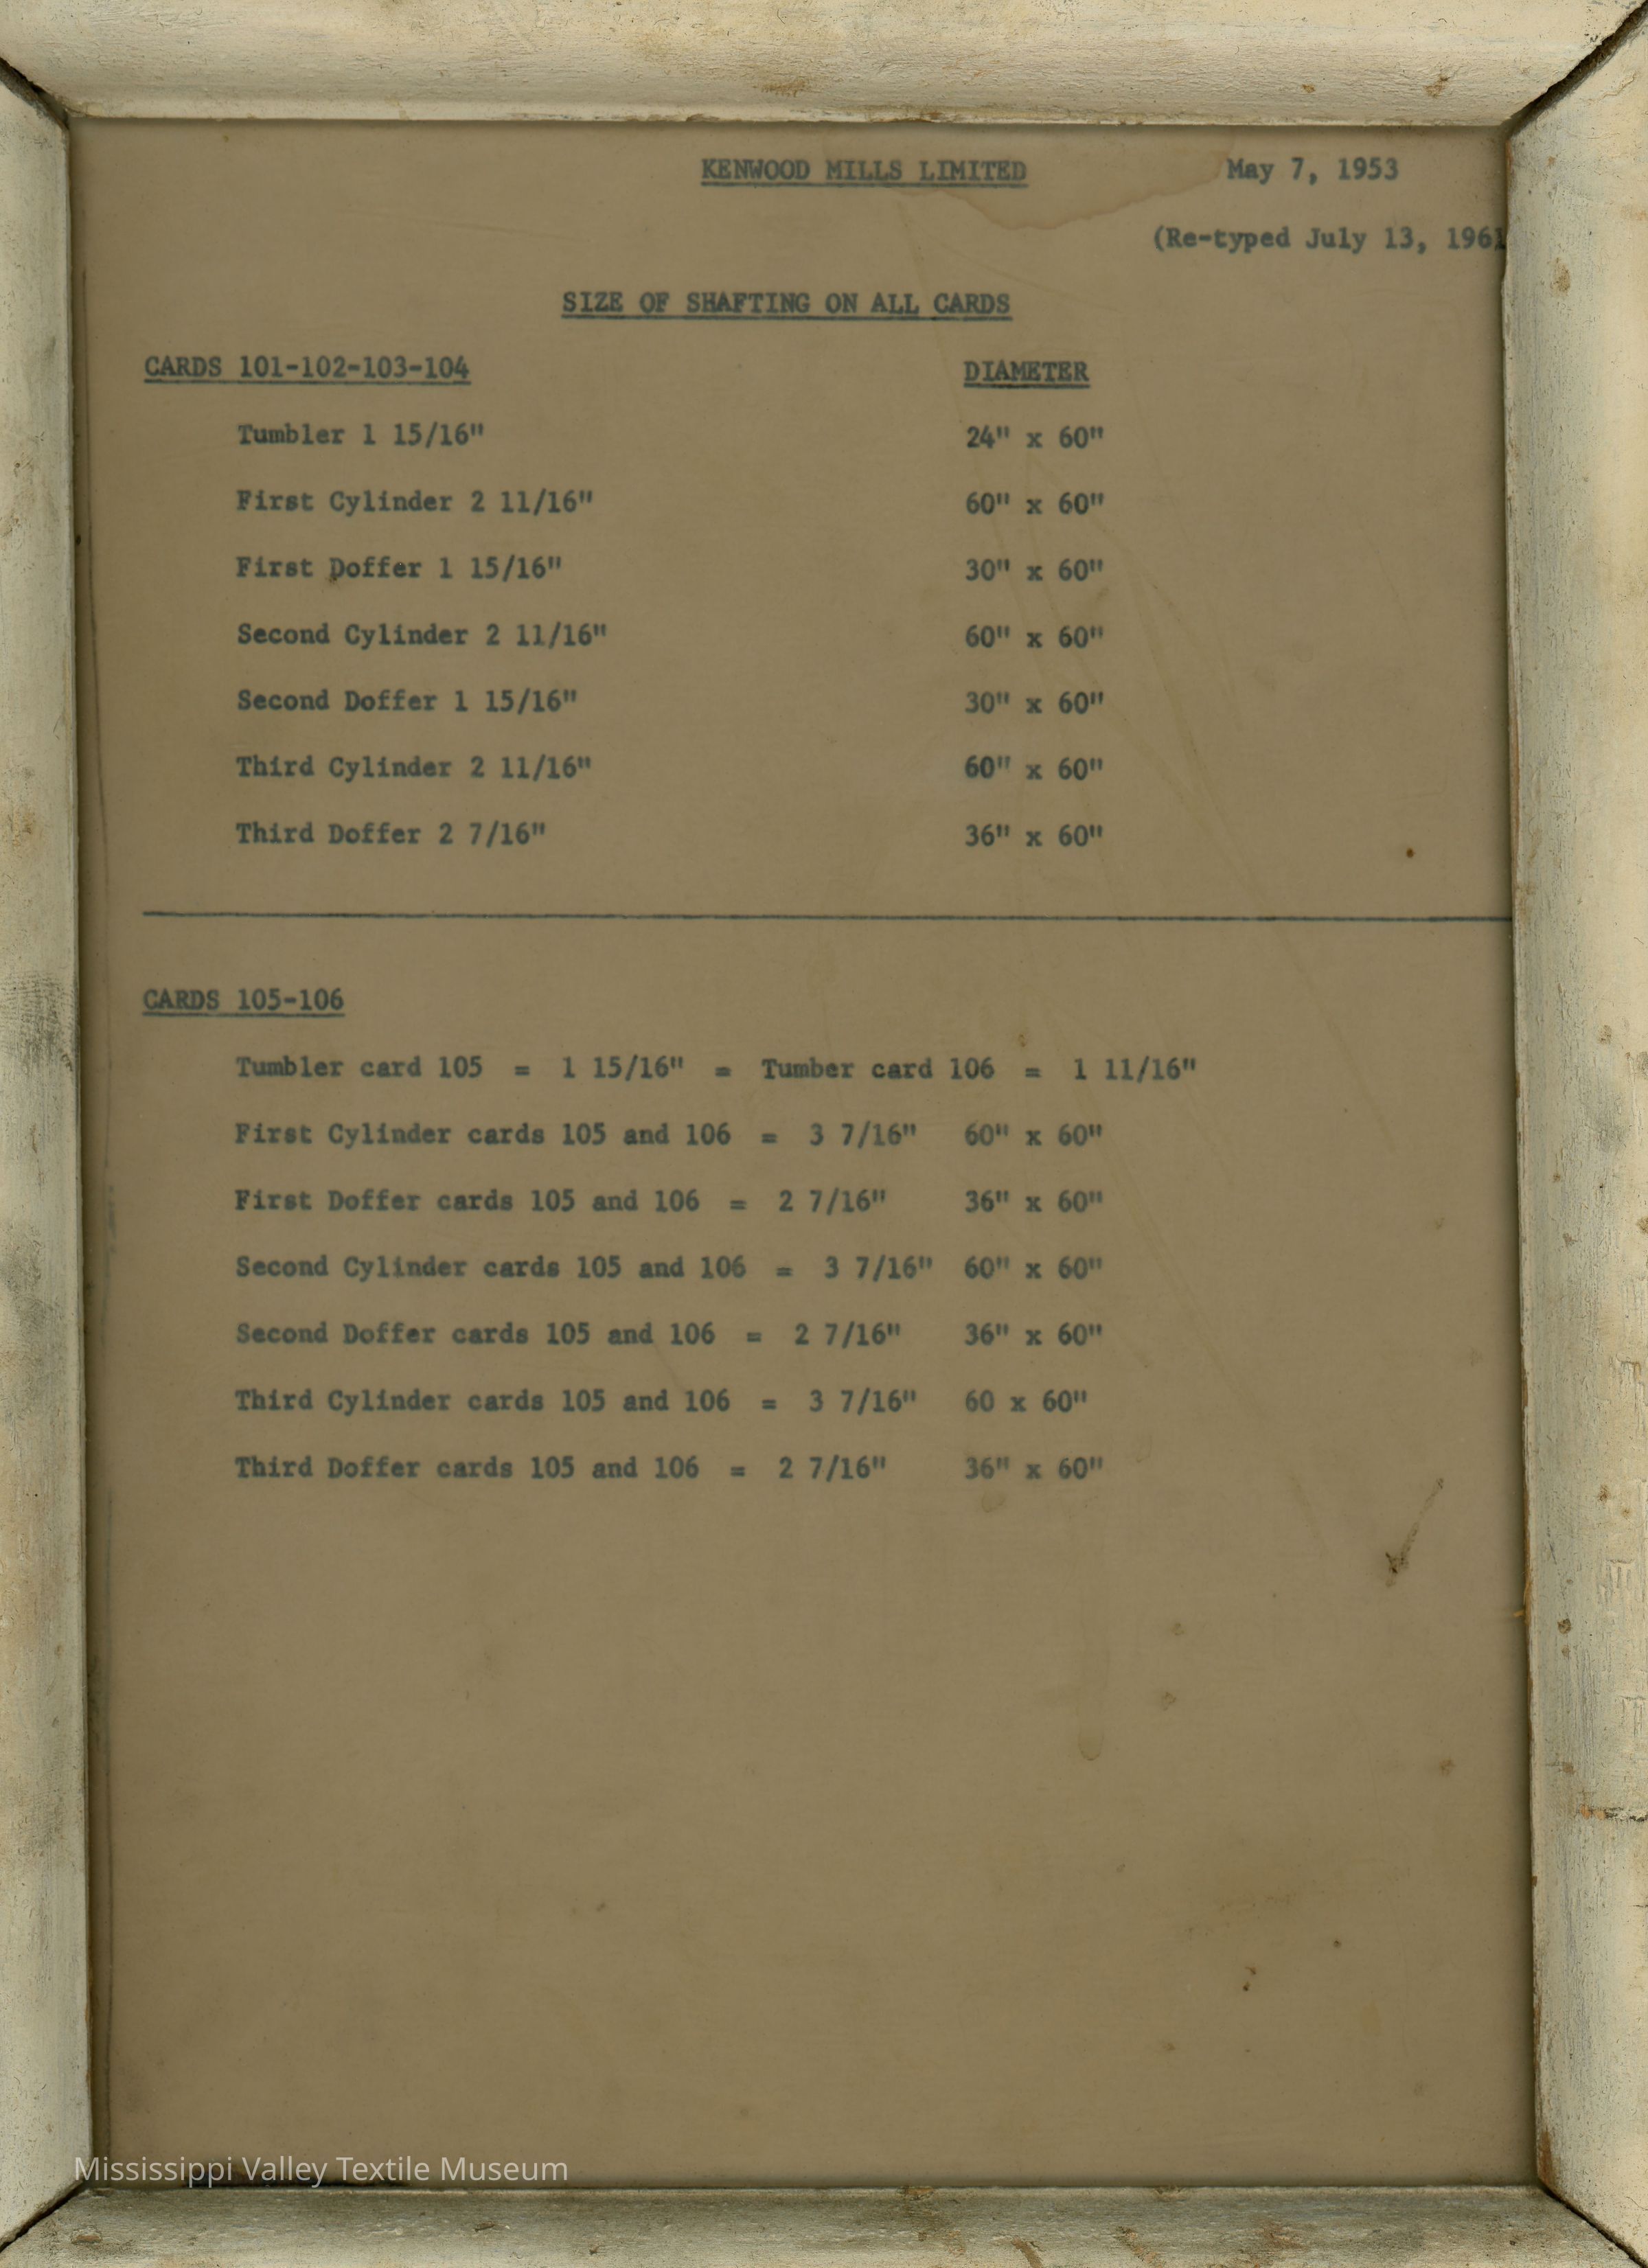 KENWOOD MILLS LIMITED May 7, 1953
(Re-typed July 13, 1961
SIZE OF SHAFTING ON ALL CARDS
CARDS 101-102-103-104 DIAMETER
Tumbler 1 15/16" 24" x 60"
First Cylinder 2 11/16" 60" x 60"
First Doffer 1 15/16" 30" x 60"
Second Cylinder 2 11/16" 60" x 60"
Second Doffer 1 15/16" 30" x 60"
Third Cylinder 2 11/16" 60" x 60"
Third Doffer 2 7/16" 36" x 60"
CARDS 105-106
Tumbler card 105 = 1 15/16" = Tumber card 106 = 1 11/16"
First Cylinder cards 105 and 106 = 3 7/16" 60" x 60"
First Doffer cards 105 and 106 = 2 7/16" 36" x 60"
Second Cylinder cards 105 and 106 = 3 7/16" 60" x 60"
Second Doffer cards 105 and 106 = 2 7/16" 36" x 60"
Third Cylinder cards 105 and 106 = 3 7/16" 60 x 60"
Third Doffer cards 105 and 106 = 2 7/16" 36" x 60"
Mississippi Valley Textile Museum